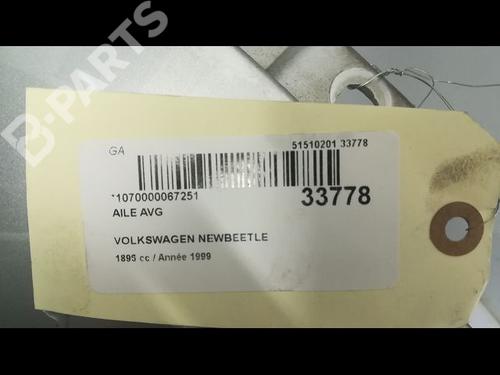 B-PARTS
GA
51510201 33778
*1070000067251
33778
AILE AVG
VOLKSWAGEN NEWBEETLE
1895 cc / Année 1999